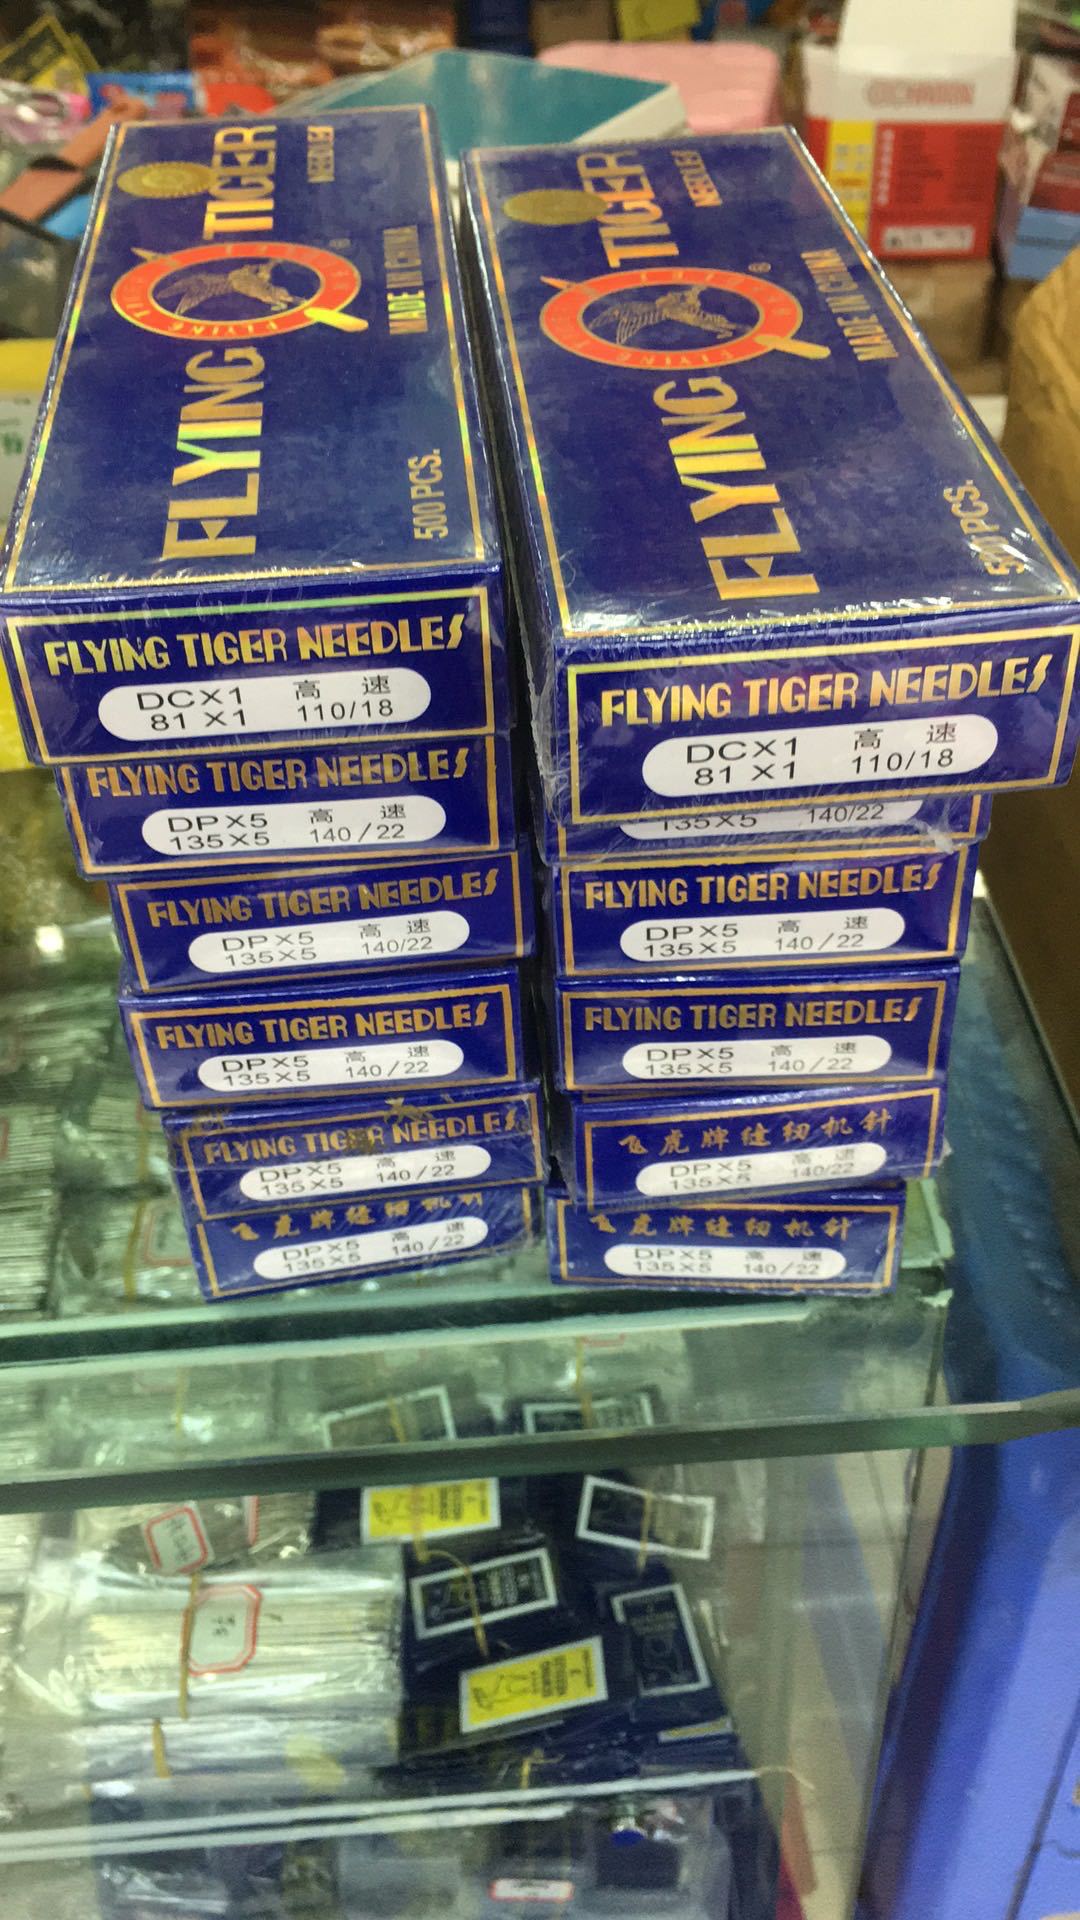 FLYING TIGER
NEEDLES
MADE IN CHINA
500 PCS.
FLYING TIGER NEEDLES
DC×1 高 速
81 ×1 110/18
FLYING TIGER NEEDLES
DP×5 高 速
135×5 140/22
FLYING TIGER NEEDLES
DP×5 高 速
135×5 140/22
FLYING TIGER NEEDLES
DP×5 高 速
135×5 140/22
FLYING TIGER NEEDLES
DP×5 高 速
135×5 140/22
飞虎牌缝纫机针
DP×5 高 速
135×5 140/22
FLYING TIGER
NEEDLES
FLYING
MADE IN CHINA
500 PCS.
FLYING TIGER NEEDLES
DC×1 高 速
81 ×1 110/18
135×5 140/22
FLYING TIGER NEEDLES
DP×5 高 速
135×5 140/22
FLYING TIGER NEEDLES
DP×5 高 速
135×5 140/22
飞虎牌缝纫机针
DP×5 高 速
135×5 140/22
飞虎牌缝纫机针
DP×5 高 速
135×5 140/22